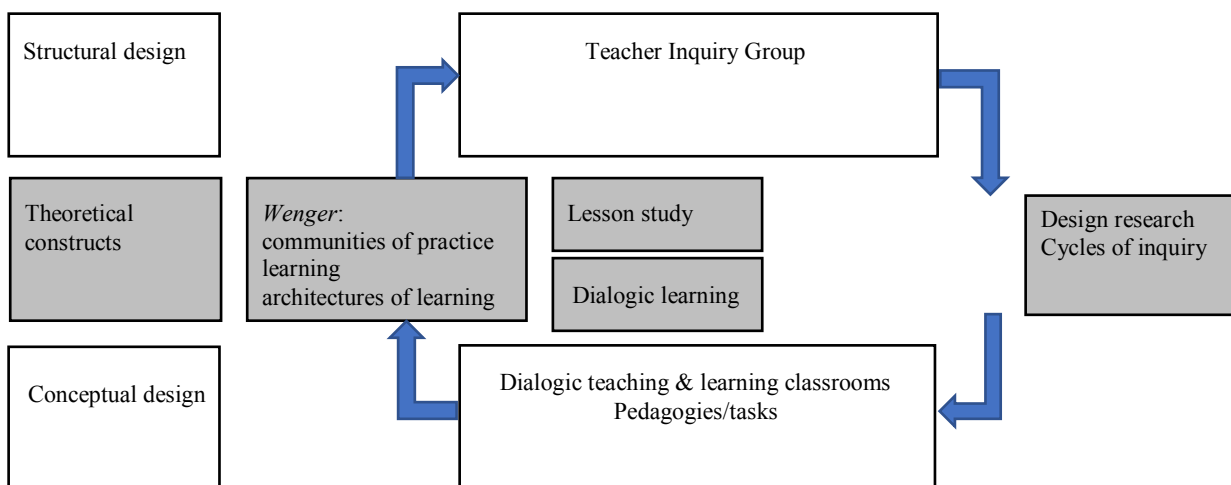 Structural design
Teacher Inquiry Group
Theoretical
constructs
Wenger:
communities of practice
learning
architectures of learning
Lesson study
Dialogic learning
Design research
Cycles of inquiry
Conceptual design
Dialogic teaching & learning classrooms
Pedagogies/tasks